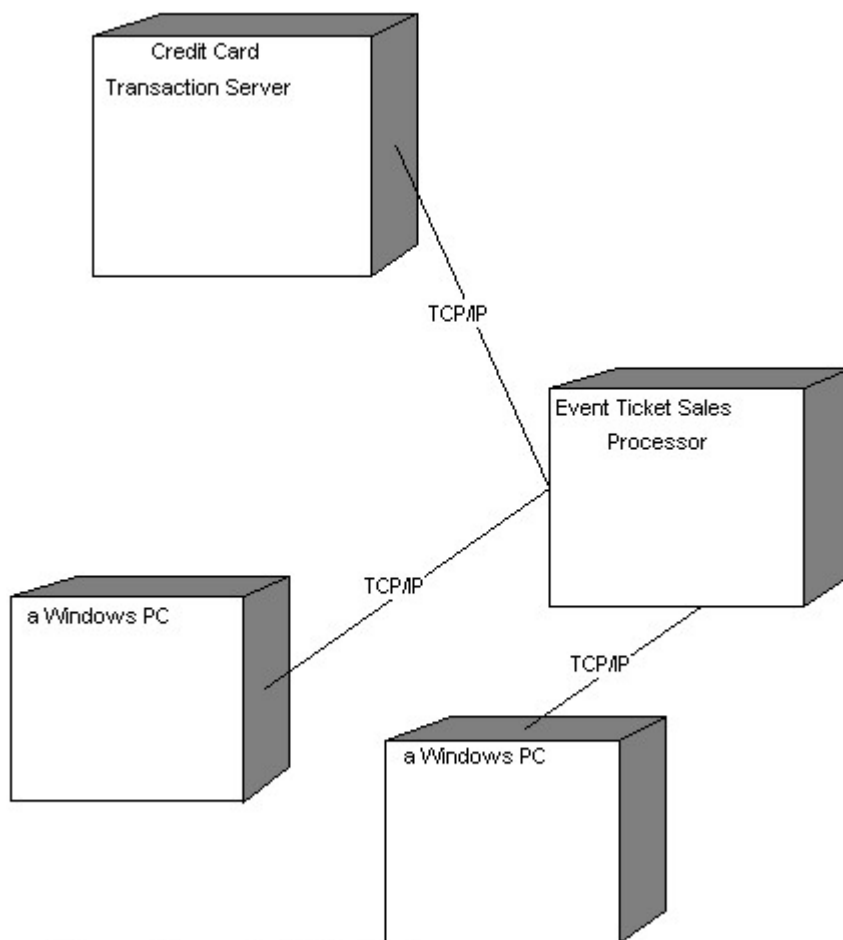 Credit Card
Transaction Server
TCP/IP
Event Ticket Sales
Processor
TCP/IP
a Windows PC
TCP/IP
a Windows PC